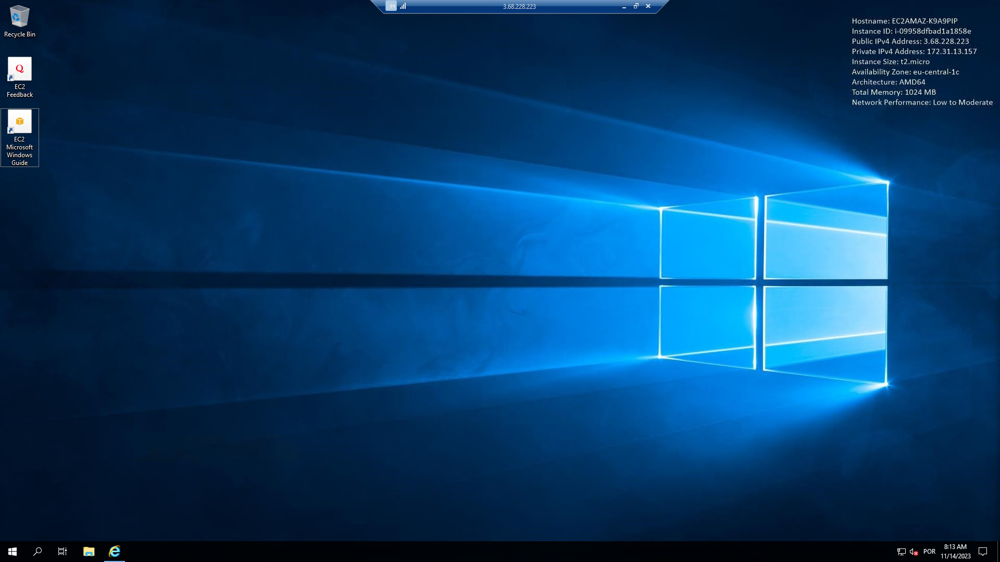 3.68.228.223
Recycle Bin
Q
EC2
Feedback
EC2
Microsoft
Windows
Guide
Hostname: EC2AMAZ-K9A9PIP
Instance ID: i-09958dfbad1a1858e
Public IPv4 Address: 3.68.228.223
Private IPv4 Address: 172.31.13.157
Instance Size: t2.micro
Availability Zone: eu-central-1c
Architecture: AMD64
Total Memory: 1024 MB
Network Performance: Low to Moderate
POR
8:13 AM
11/14/2023